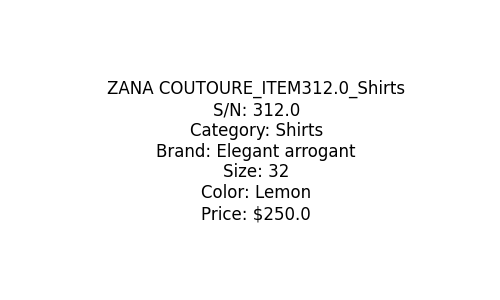 ZANA COUTOURE_ITEM312.0_Shirts
S/N: 312.0
Category: Shirts
Brand: Elegant arrogant
Size: 32
Color: Lemon
Price: $250.0